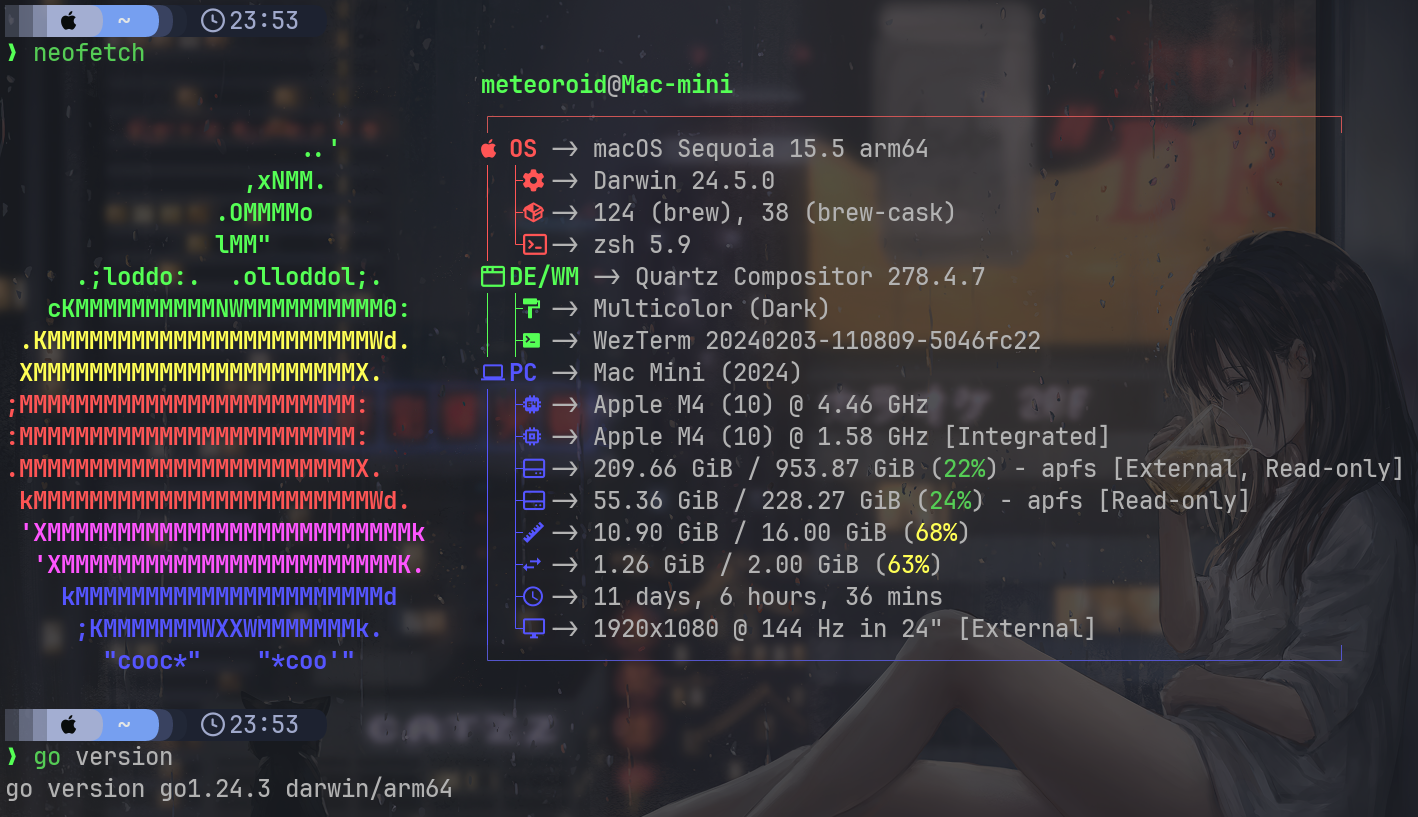 ~ 23:53
❯ neofetch
meteoroid@Mac-mini
..'
,xNMM.
.OMMMMo
lMM"
.;loddo:.  .olloddol;.
cKMMMMMMMMMMNWMMMMMMMMMM0:
.KMMMMMMMMMMMMMMMMMMMMMMMWd.
XMMMMMMMMMMMMMMMMMMMMMMMX.
;MMMMMMMMMMMMMMMMMMMMMMMM:
:MMMMMMMMMMMMMMMMMMMMMMMM:
.MMMMMMMMMMMMMMMMMMMMMMMMX.
kMMMMMMMMMMMMMMMMMMMMMMMMWd.
'XMMMMMMMMMMMMMMMMMMMMMMMMMMk
'XMMMMMMMMMMMMMMMMMMMMMMMMK.
kMMMMMMMMMMMMMMMMMMMMMMd
;KMMMMMMMWXXWMMMMMMMk.
"cooc*"    "*coo'"
OS -> macOS Sequoia 15.5 arm64
-> Darwin 24.5.0
-> 124 (brew), 38 (brew-cask)
-> zsh 5.9
DE/WM -> Quartz Compositor 278.4.7
-> Multicolor (Dark)
-> WezTerm 20240203-110809-5046fc22
PC -> Mac Mini (2024)
-> Apple M4 (10) @ 4.46 GHz
-> Apple M4 (10) @ 1.58 GHz [Integrated]
-> 209.66 GiB / 953.87 GiB (22%) - apfs [External, Read-only]
-> 55.36 GiB / 228.27 GiB (24%) - apfs [Read-only]
-> 10.90 GiB / 16.00 GiB (68%)
-> 1.26 GiB / 2.00 GiB (63%)
-> 11 days, 6 hours, 36 mins
-> 1920x1080 @ 144 Hz in 24" [External]
~ 23:53
❯ go version
go version go1.24.3 darwin/arm64